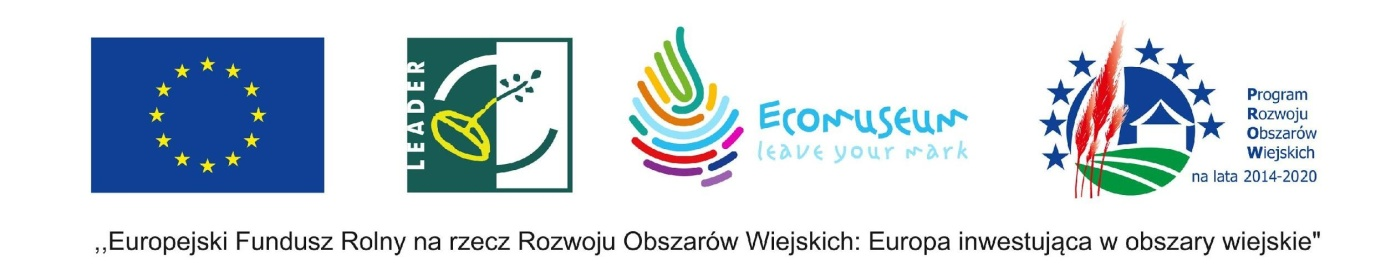 LEADER
Ecomuseum
leave your mark
Program
Rozwoju
Obszarów
Wiejskich
na lata 2014-2020
,,Europejski Fundusz Rolny na rzecz Rozwoju Obszarów Wiejskich: Europa inwestująca w obszary wiejskie"